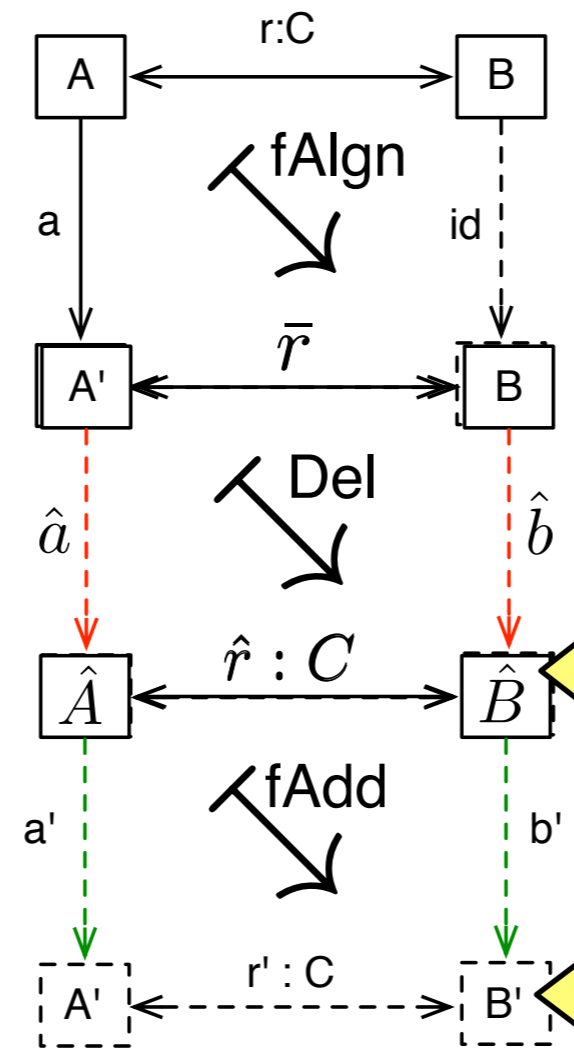 r:C
A B
fAlgn
a id
r̄
A' B
Del
â b̂
r̂ : C
Â B̂
fAdd
a' b'
r' : C
A' B'